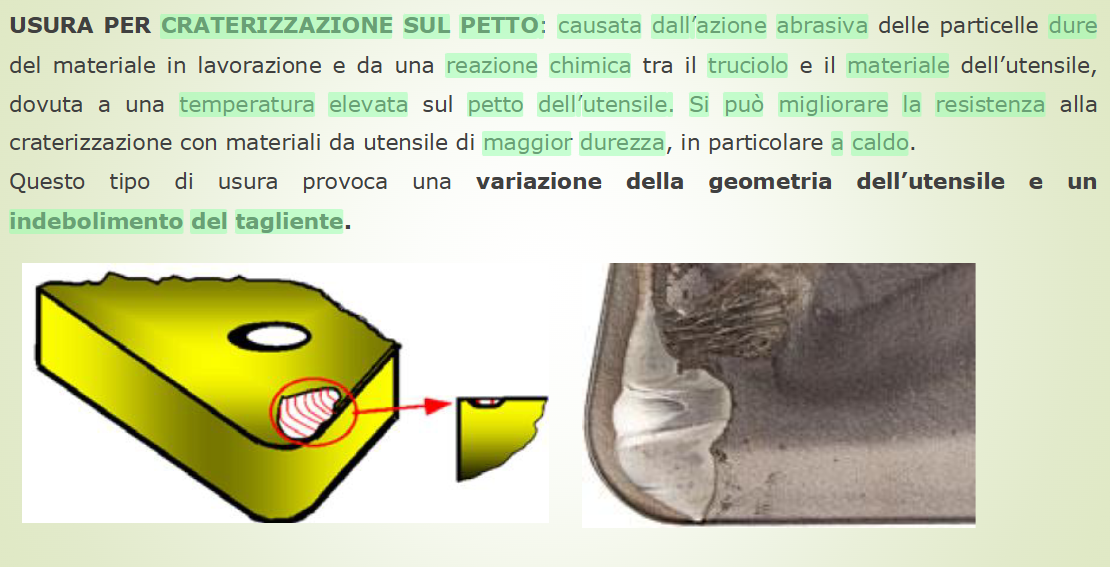 USURA PER CRATERIZZAZIONE SUL PETTO: causata dall'azione abrasiva delle particelle dure
del materiale in lavorazione e da una reazione chimica tra il truciolo e il materiale dell'utensile,
dovuta a una temperatura elevata sul petto dell'utensile. Si può migliorare la resistenza alla
craterizzazione con materiali da utensile di maggior durezza, in particolare a caldo.
Questo tipo di usura provoca una variazione della geometria dell'utensile e un
indebolimento del tagliente.